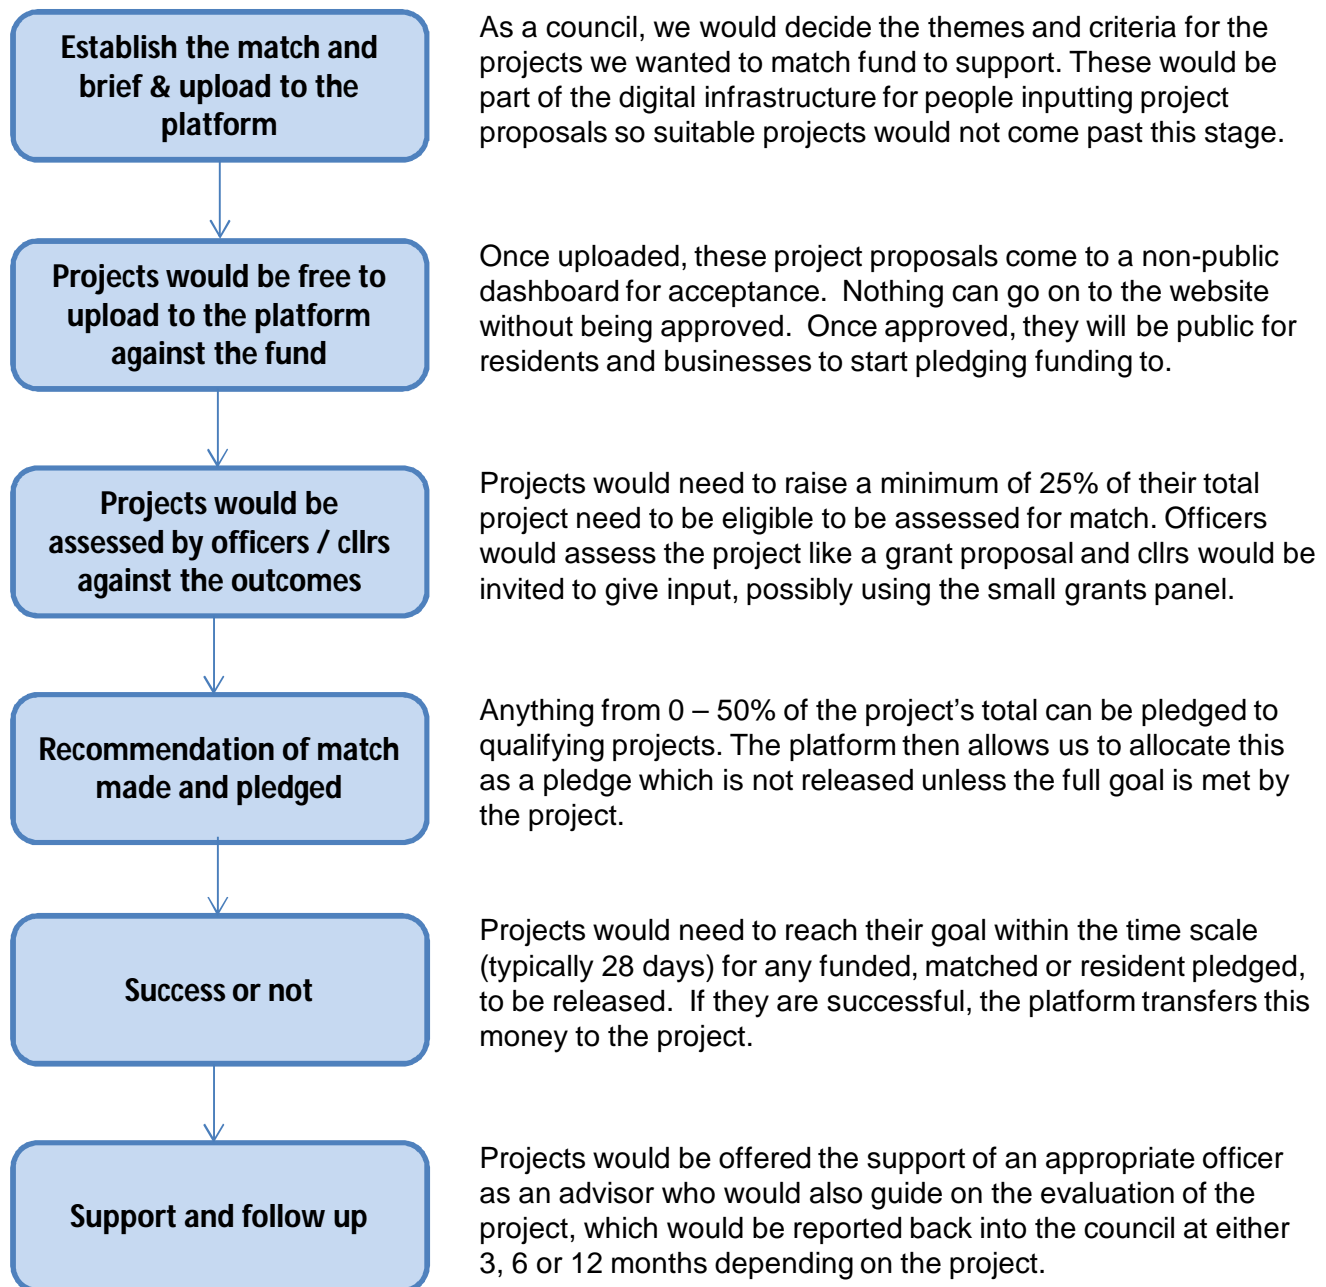 Establish the match and
brief & upload to the
platform
As a council, we would decide the themes and criteria for the
projects we wanted to match fund to support. These would be
part of the digital infrastructure for people inputting project
proposals so suitable projects would not come past this stage.
Projects would be free to
upload to the platform
against the fund
Once uploaded, these project proposals come to a non-public
dashboard for acceptance.  Nothing can go on to the website
without being approved.  Once approved, they will be public for
residents and businesses to start pledging funding to.
Projects would be
assessed by officers / cllrs
against the outcomes
Projects would need to raise a minimum of 25% of their total
project need to be eligible to be assessed for match. Officers
would assess the project like a grant proposal and cllrs would be
invited to give input, possibly using the small grants panel.
Recommendation of match
made and pledged
Anything from 0 – 50% of the project’s total can be pledged to
qualifying projects. The platform then allows us to allocate this
as a pledge which is not released unless the full goal is met by
the project.
Success or not
Projects would need to reach their goal within the time scale
(typically 28 days) for any funded, matched or resident pledged,
to be released.  If they are successful, the platform transfers this
money to the project.
Support and follow up
Projects would be offered the support of an appropriate officer
as an advisor who would also guide on the evaluation of the
project, which would be reported back into the council at either
3, 6 or 12 months depending on the project.